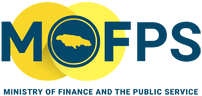 MOFPS
MINISTRY OF FINANCE AND THE PUBLIC SERVICE